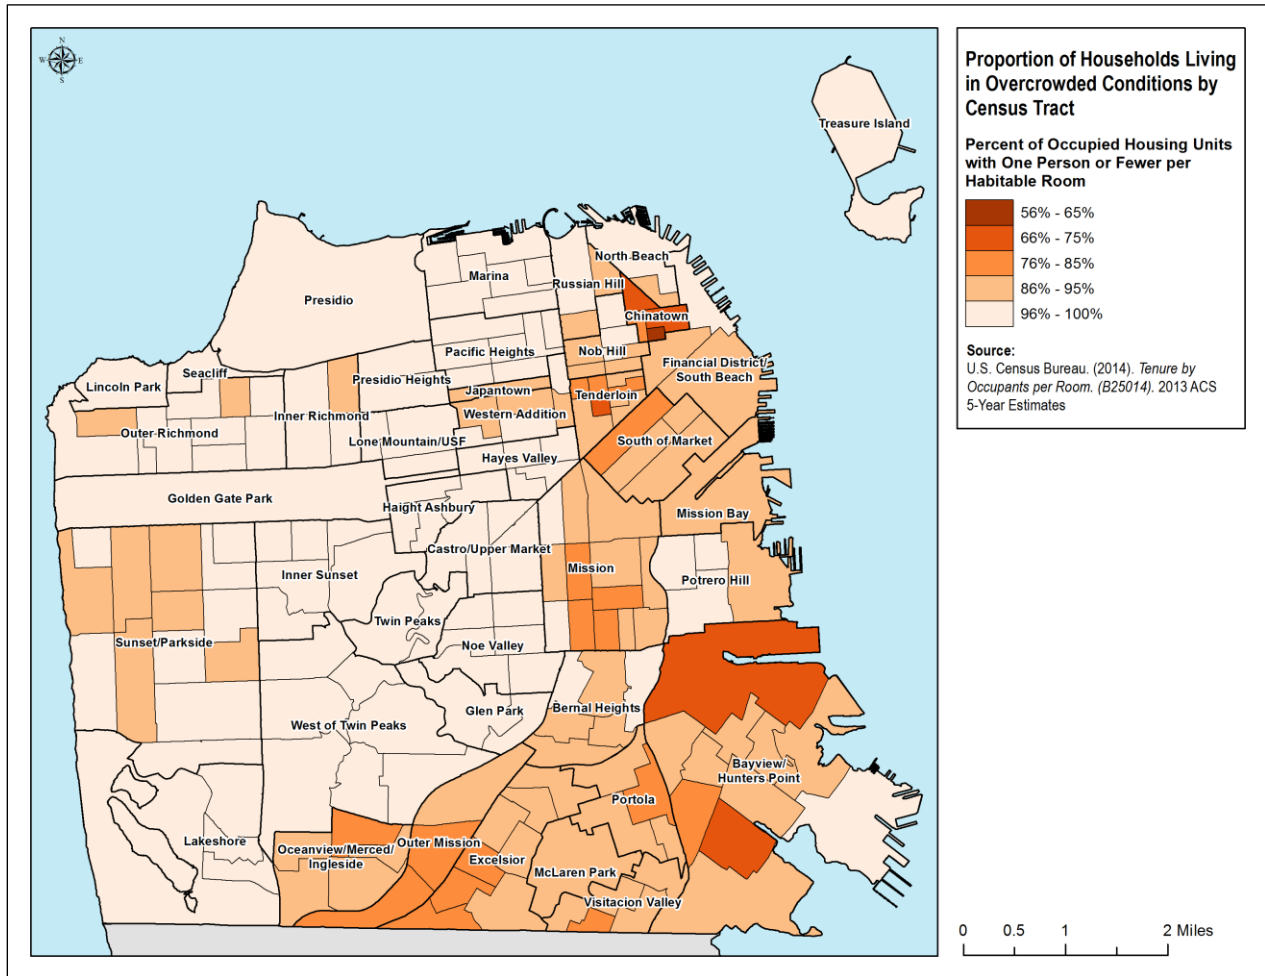 N
W E
S
Treasure Island
North Beach
Marina
Russian Hill
Presidio
Chinatown
Pacific Heights
Nob Hill
Financial District/
South Beach
Seacliff
Lincoln Park
Presidio Heights
Japantown
Tenderloin
Inner Richmond
Western Addition
Outer Richmond
Lone Mountain/USF
South of Market
Hayes Valley
Golden Gate Park
Haight Ashbury
Mission Bay
Castro/Upper Market
Inner Sunset
Mission
Potrero Hill
Twin Peaks
Sunset/Parkside
Noe Valley
Glen Park
Bernal Heights
West of Twin Peaks
Bayview/
Hunters Point
Portola
Lakeshore
Oceanview/Merced/
Ingleside
Outer Mission
Excelsior
McLaren Park
Visitacion Valley
Proportion of Households Living
in Overcrowded Conditions by
Census Tract
Percent of Occupied Housing Units
with One Person or Fewer per
Habitable Room
56% - 65%
66% - 75%
76% - 85%
86% - 95%
96% - 100%
Source:
U.S. Census Bureau. (2014). Tenure by
Occupants per Room. (B25014). 2013 ACS
5-Year Estimates
0 0.5 1 2 Miles